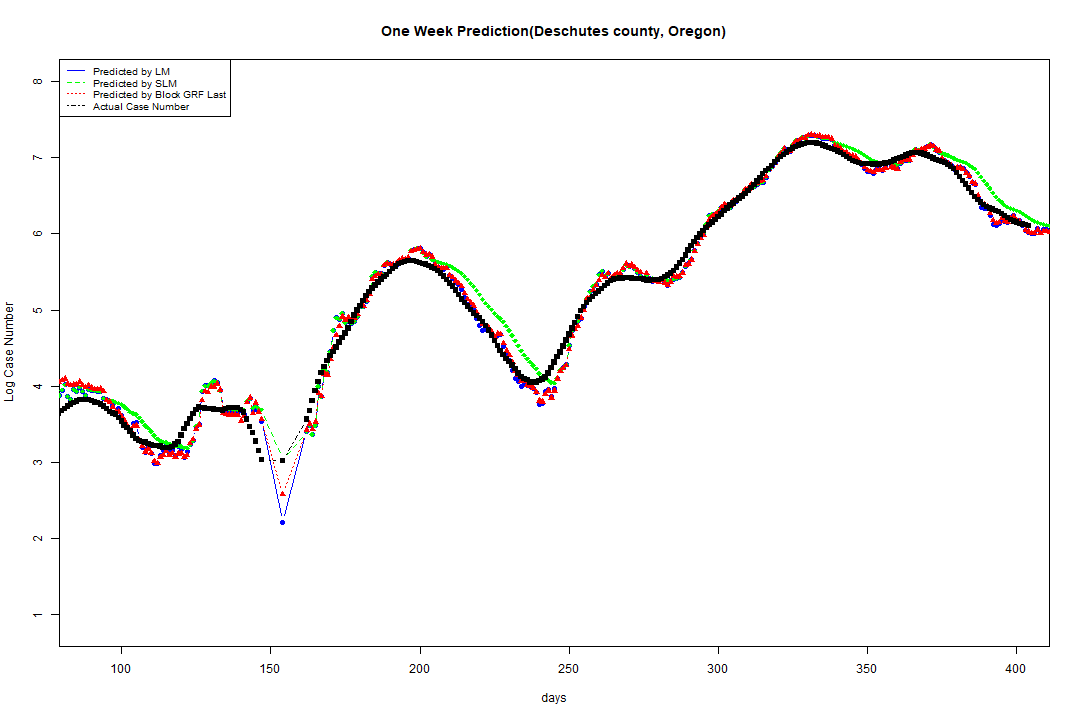 One Week Prediction(Deschutes county, Oregon)
Predicted by LM
Predicted by SLM
Predicted by Block GRF Last
Actual Case Number
8
7
6
5
4
3
2
1
Log Case Number
100 150 200 250 300 350 400
days